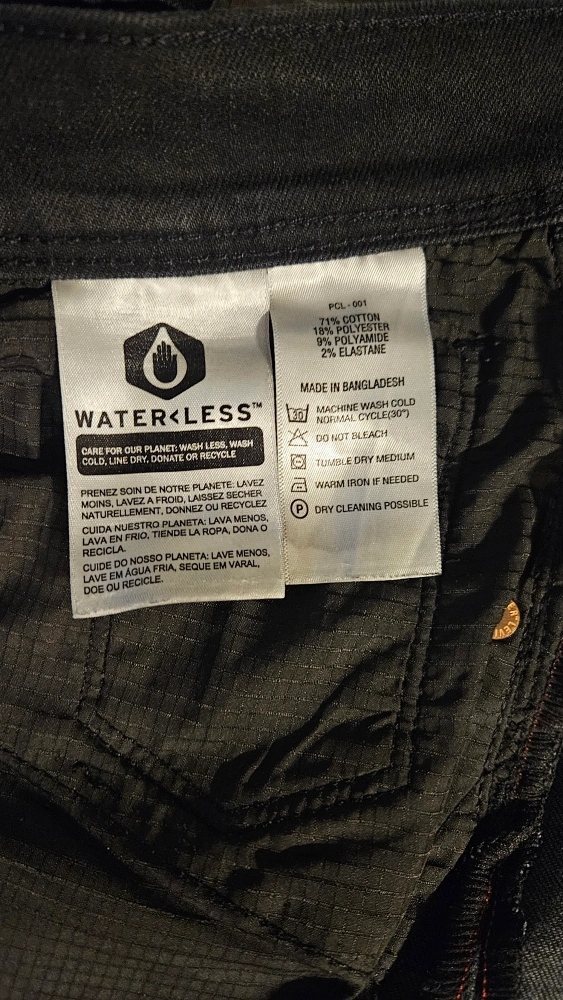 WATER<LESS™
CARE FOR OUR PLANET: WASH LESS, WASH
COLD, LINE DRY, DONATE OR RECYCLE
PRENEZ SOIN DE NOTRE PLANETE: LAVEZ
MOINS, LAVEZ A FROID, LAISSEZ SECHER
NATURELLEMENT, DONNEZ OU RECYCLEZ
CUIDA NUESTRO PLANETA: LAVA MENOS,
LAVA EN FRIO, TIENDE LA ROPA, DONA O
RECICLA.
CUIDE DO NOSSO PLANETA: LAVE MENOS,
LAVE EM ÁGUA FRIA, SEQUE EM VARAL,
DOE OU RECICLE.
PCL - 001
71% COTTON
18% POLYESTER
9% POLYAMIDE
2% ELASTANE
MADE IN BANGLADESH
30 MACHINE WASH COLD
NORMAL CYCLE(30°)
DO NOT BLEACH
TUMBLE DRY MEDIUM
WARM IRON IF NEEDED
P DRY CLEANING POSSIBLE
LEVI